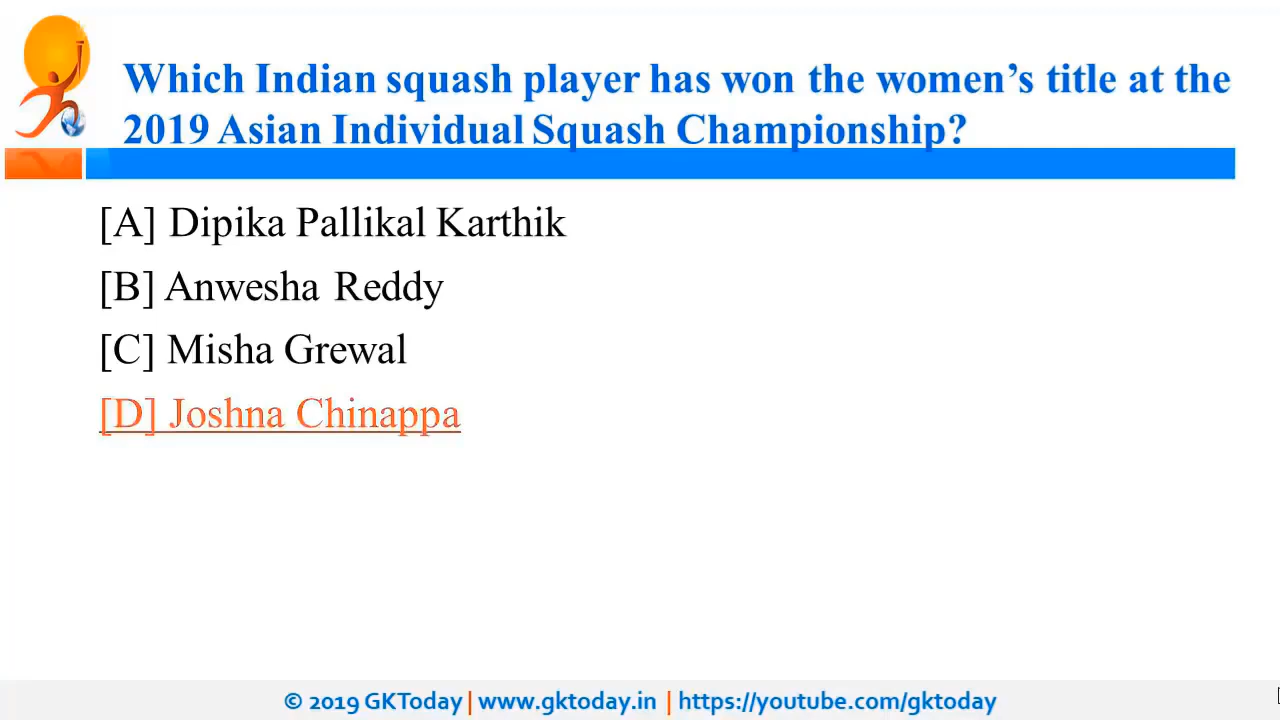 Which Indian squash player has won the women’s title at the
2019 Asian Individual Squash Championship?
[A] Dipika Pallikal Karthik
[B] Anwesha Reddy
[C] Misha Grewal
[D] Joshna Chinappa
© 2019 GKToday | www.gktoday.in | https://youtube.com/gktoday